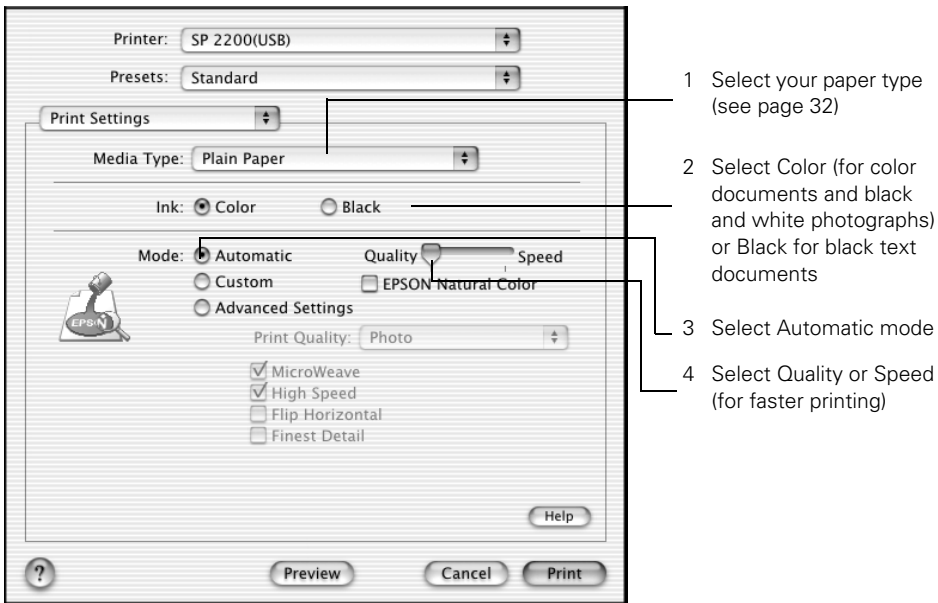 Printer: SP 2200(USB)
Presets: Standard
Print Settings
Media Type: Plain Paper
Ink: Color Black
Mode: Automatic Quality Speed
Custom EPSON Natural Color
Advanced Settings
EPSON
Print Quality: Photo
MicroWeave
High Speed
Flip Horizontal
Finest Detail
Help
? Preview Cancel Print
1 Select your paper type
(see page 32)
2 Select Color (for color
documents and black
and white photographs)
or Black for black text
documents
3 Select Automatic mode
4 Select Quality or Speed
(for faster printing)